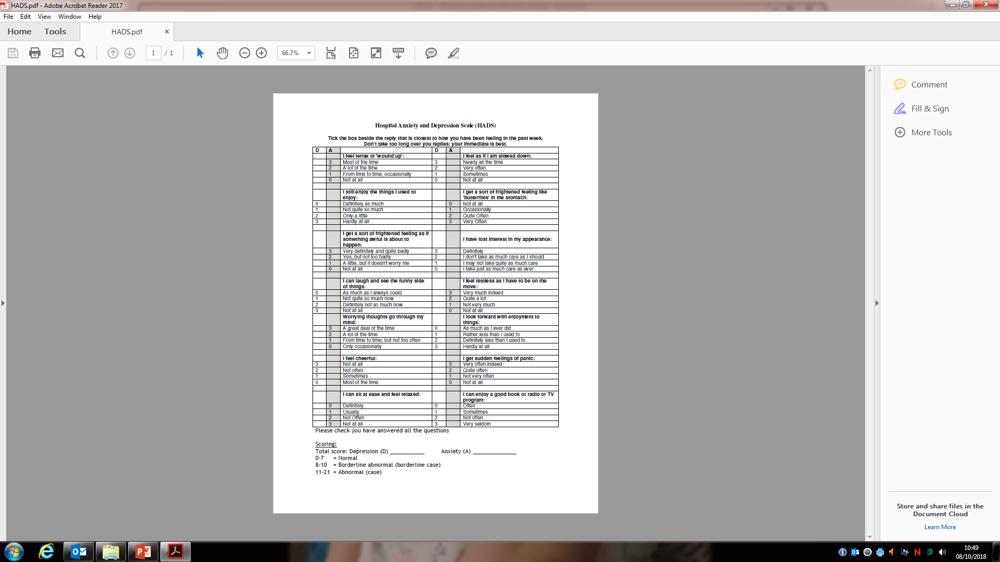 HADS.pdf - Adobe Acrobat Reader 2017
File Edit View Window Help
Home Tools HADS.pdf
1 / 1 66.7%
Comment
Fill & Sign
More Tools
Hospital Anxiety and Depression Scale (HADS)
Tick the box beside the reply that is closest to how you have been feeling in the past week.
Don't take too long over you replies: your immediate is best.
D A D A
I feel tense or 'wound up': I feel as if I am slowed down:
3 Most of the time 3 Nearly all the time
2 A lot of the time 2 Very often
1 From time to time, occasionally 1 Sometimes
0 Not at all 0 Not at all
I still enjoy the things I used to I get a sort of frightened feeling like
enjoy: 'butterflies' in the stomach:
0 Definitely as much 0 Not at all
1 Not quite so much 1 Occasionally
2 Only a little 2 Quite Often
3 Hardly at all 3 Very Often
I get a sort of frightened feeling as if
something awful is about to I have lost interest in my appearance:
happen:
3 Very definitely and quite badly 3 Definitely
2 Yes, but not too badly 2 I don't take as much care as I should
1 A little, but it doesn't worry me 1 I may not take quite as much care
0 Not at all 0 I take just as much care as ever
I can laugh and see the funny side I feel restless as I have to be on the
of things: move:
0 As much as I always could 3 Very much indeed
1 Not quite so much now 2 Quite a lot
2 Definitely not so much now 1 Not very much
3 Not at all 0 Not at all
Worrying thoughts go through my I look forward with enjoyment to
mind: things:
3 A great deal of the time 0 As much as I ever did
2 A lot of the time 1 Rather less than I used to
1 From time to time, but not too often 2 Definitely less than I used to
0 Only occasionally 3 Hardly at all
I feel cheerful: I get sudden feelings of panic:
3 Not at all 3 Very often indeed
2 Not often 2 Quite often
1 Sometimes 1 Not very often
0 Most of the time 0 Not at all
I can sit at ease and feel relaxed: I can enjoy a good book or radio or TV
program:
0 Definitely 0 Often
1 Usually 1 Sometimes
2 Not Often 2 Not often
3 Not at all 3 Very seldom
Please check you have answered all the questions
Scoring:
Total score: Depression (D) ___________ Anxiety (A) ______________
0-7 = Normal
8-10 = Borderline abnormal (borderline case)
11-21 = Abnormal (case)
Store and share files in the
Document Cloud
Learn More
10:49
08/10/2018